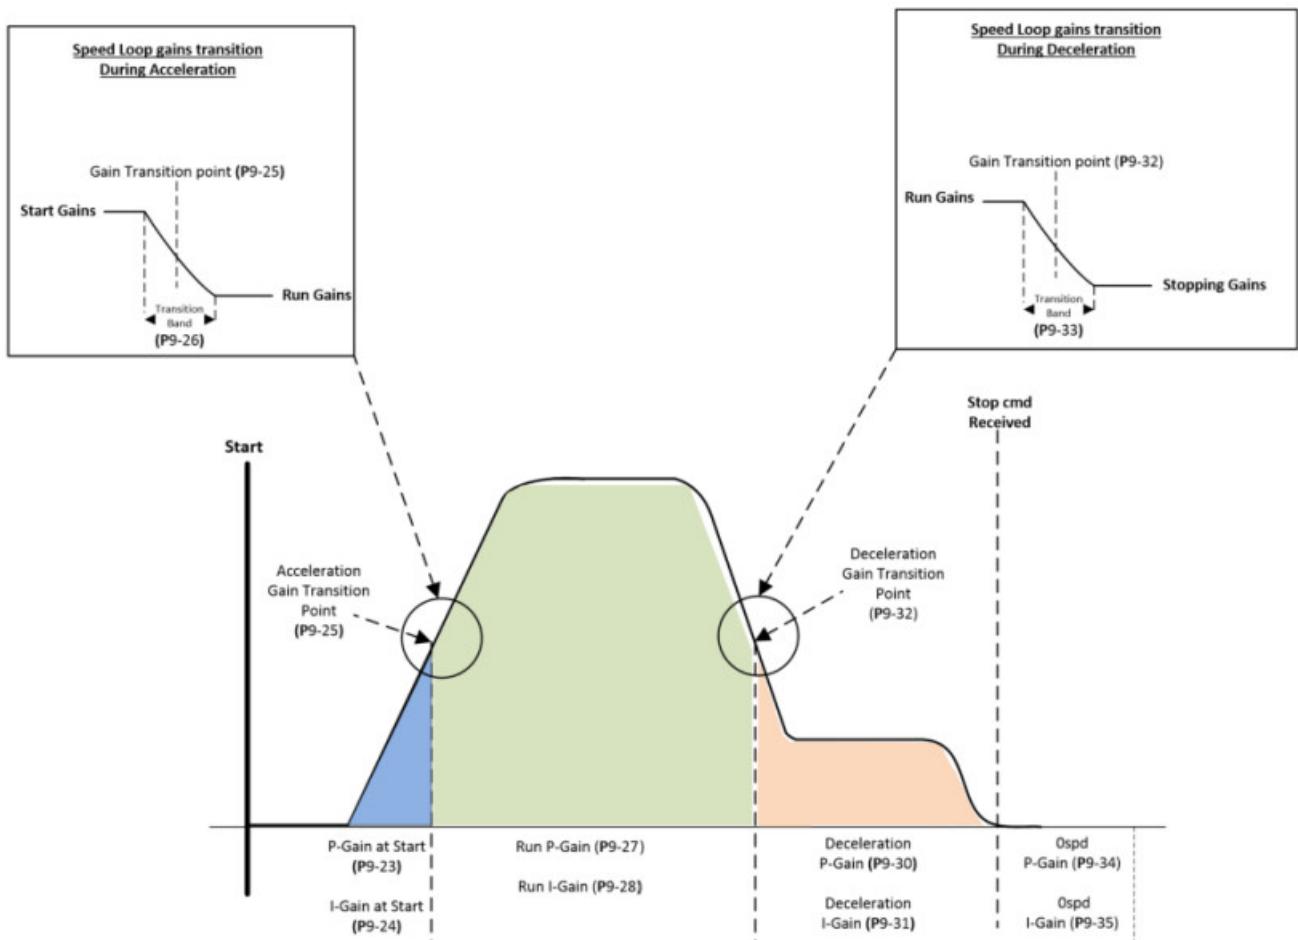 Speed Loop gains transition
During Acceleration
Gain Transition point (P9-25)
Start Gains
Run Gains
Transition
Band
(P9-26)
Speed Loop gains transition
During Deceleration
Gain Transition point (P9-32)
Run Gains
Stopping Gains
Transition
Band
(P9-33)
Stop cmd
Received
Start
Acceleration
Gain Transition
Point
(P9-25)
Deceleration
Gain Transition
Point
(P9-32)
P-Gain at Start
(P9-23)
I-Gain at Start
(P9-24)
Run P-Gain (P9-27)
Run I-Gain (P9-28)
Deceleration
P-Gain (P9-30)
Deceleration
I-Gain (P9-31)
0spd
P-Gain (P9-34)
0spd
I-Gain (P9-35)